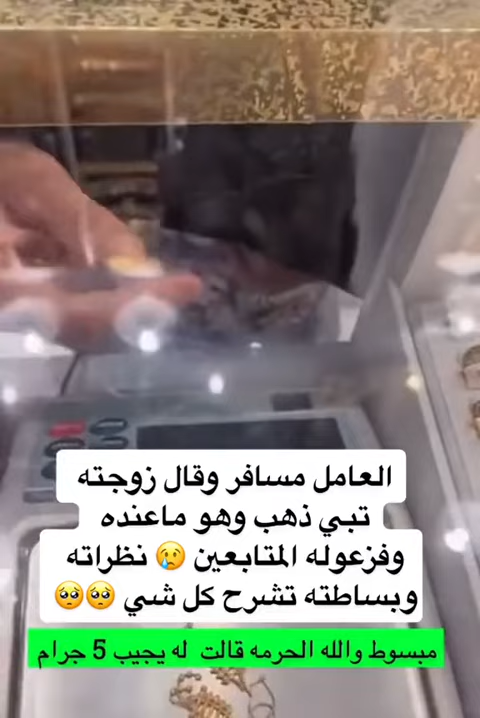 العامل مسافر وقال زوجته
تبي ذهب وهو ماعنده
وفزعوله المتابعين 😢 نظراته
وبساطته تشرح كل شي 🥺🥺
مبسوط والله الحرمه قالت له يجيب 5 جرام